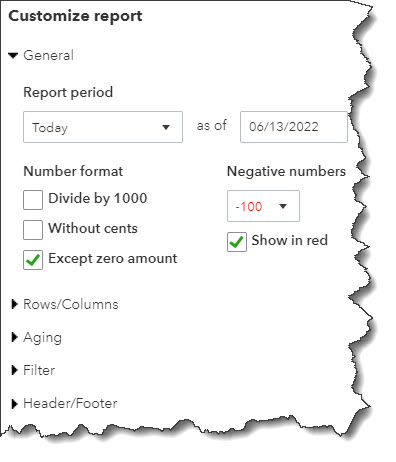 Customize report
General
Report period
Today as of 06/13/2022
Number format Negative numbers
Divide by 1000 -100
Without cents Show in red
Except zero amount
Rows/Columns
Aging
Filter
Header/Footer